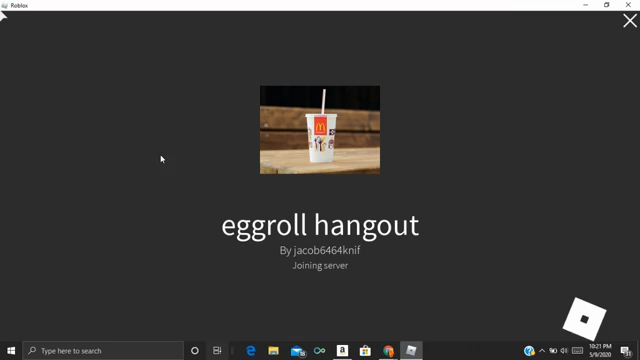 Roblox
eggroll hangout
By jacob6464knif
Joining server
Type here to search
10:21 PM
5/9/2020